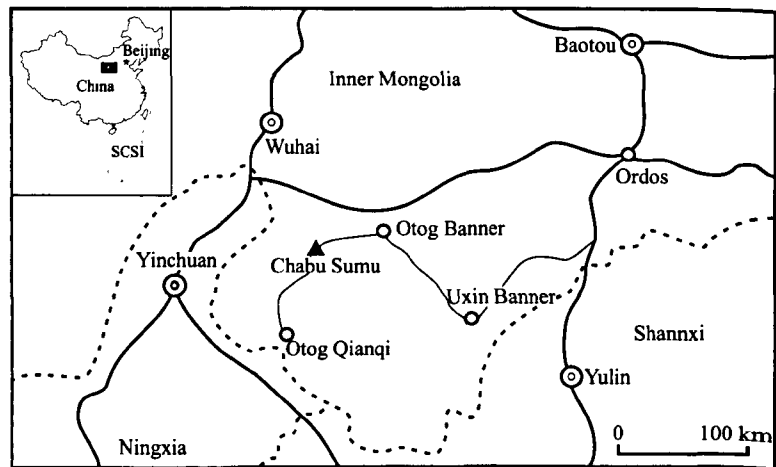 Beijing
China
SCSI
Baotou
Inner Mongolia
Wuhai
Ordos
Otog Banner
Chabu Sumu
Yinchuan
Uxin Banner
Otog Qianqi
Shannxi
Yulin
Ningxia
0 100 km